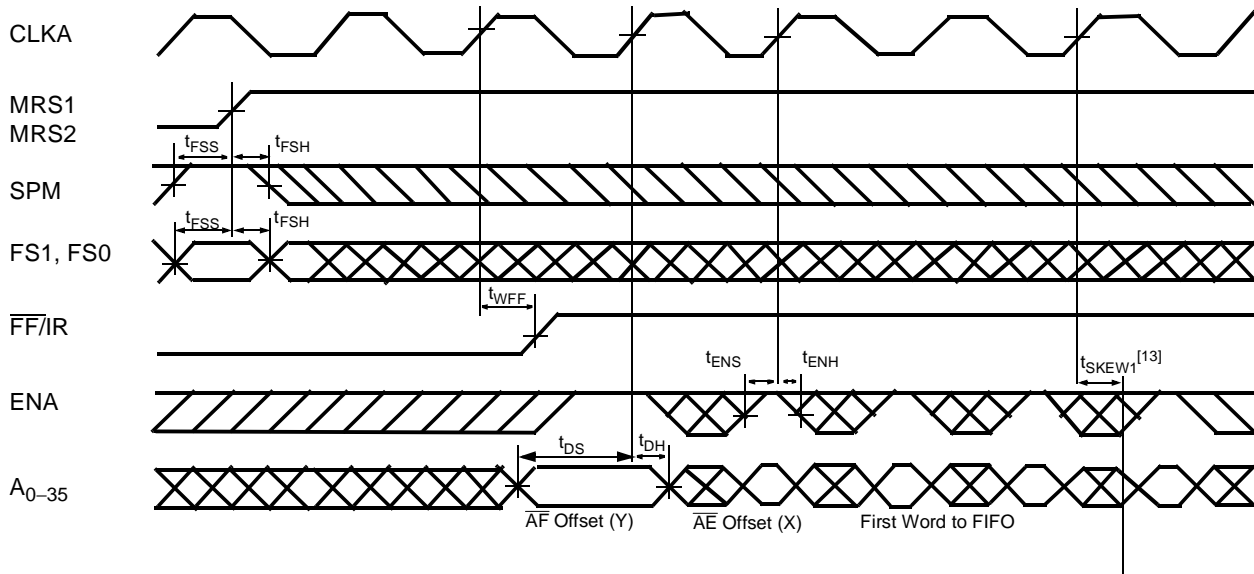 CLKA
MRS1
MRS2
tFSS tFSH
SPM
tFSS tFSH
FS1, FS0
tWFF
FF/IR
tENS tENH tSKEW1[13]
ENA
tDS tDH
A0–35
AF Offset (Y) AE Offset (X) First Word to FIFO